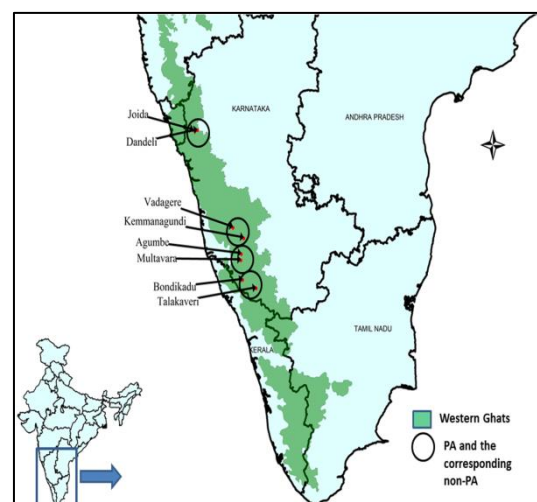 Joida
KARNATAKA
ANDHRA PRADESH
Dandeli
Vadagere
Kemmanagundi
Agumbe
Multavara
Bondikadu
Talakaveri
TAMIL NADU
KERALA
Western Ghats
PA and the
corresponding
non-PA